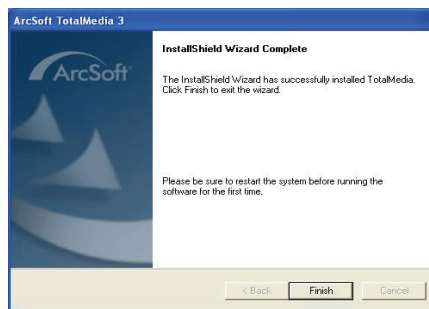 ArcSoft TotalMedia 3
ArcSoft
InstallShield Wizard Complete
The InstallShield Wizard has successfully installed TotalMedia.
Click Finish to exit the wizard.
Please be sure to restart the system before running the
software for the first time.
< Back
Finish
Cancel